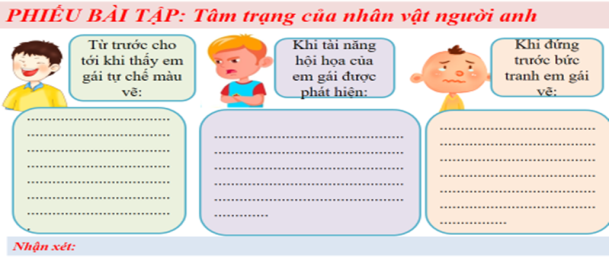 PHIẾU BÀI TẬP: Tâm trạng của nhân vật người anh
Từ trước cho
tới khi thấy em
gái tự chế màu
vẽ:
Khi tài năng
hội họa của
em gái được
phát hiện:
Khi đứng
trước bức
tranh em gái
vẽ:
Nhận xét: